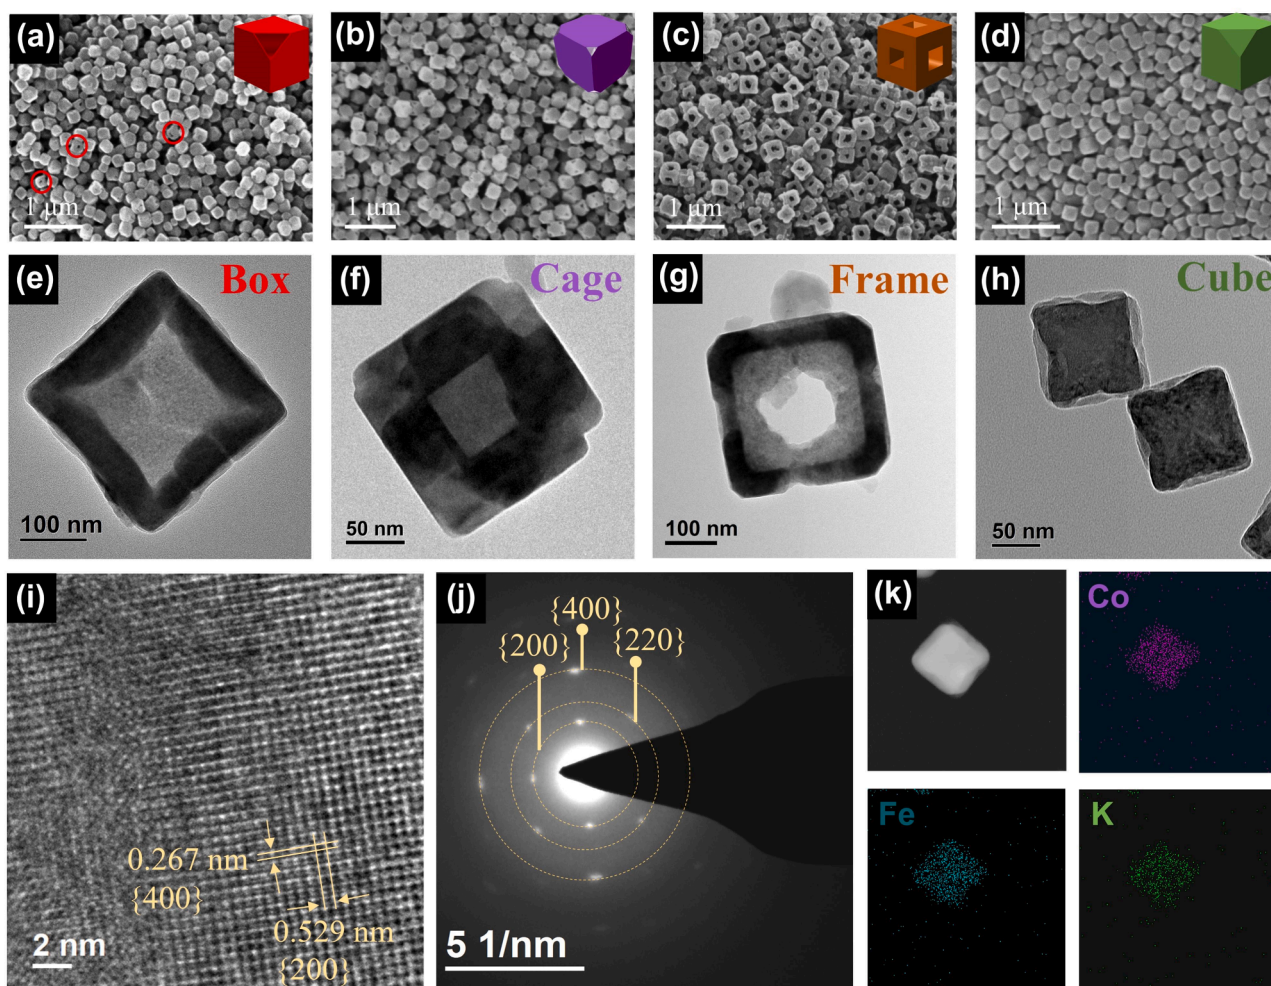 (a)
1 μm
(b)
1 μm
(c)
1 μm
(d)
1 μm
(e)
Box
100 nm
(f)
Cage
50 nm
(g)
Frame
100 nm
(h)
Cube
50 nm
(i)
0.267 nm
{400}
0.529 nm
{200}
2 nm
(j)
{400}
{200}
{220}
5 1/nm
(k)
Co
Fe
K